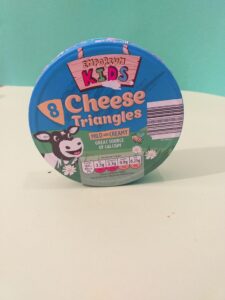 EMPORIUM
KIDS
8 Cheese
Triangles
MILD AND CREAMY
GREAT SOURCE
OF CALCIUM